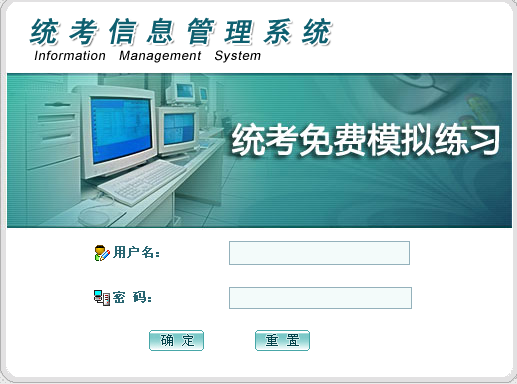 统考信息管理系统
Information Management System
统考免费模拟练习
用户名：
密 码：
确 定 重 置